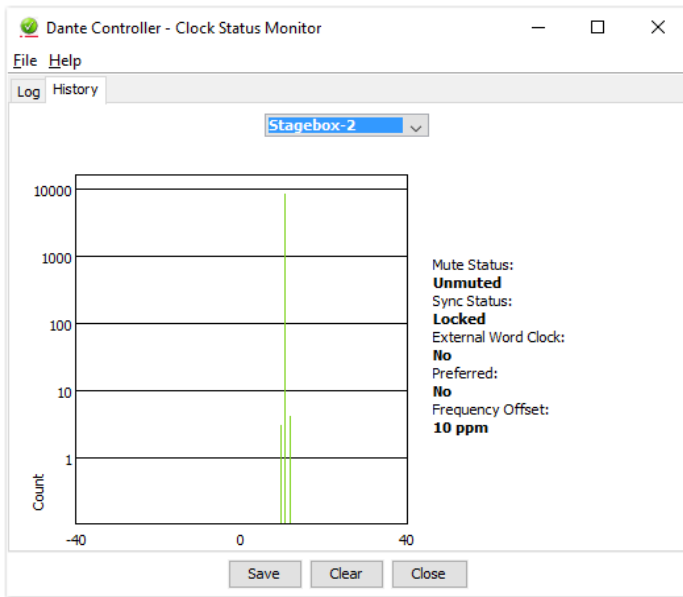 Dante Controller - Clock Status Monitor
File Help
Log History
Stagebox-2
10000
1000
100
10
1
Count
-40 0 40
Mute Status:
Unmuted
Sync Status:
Locked
External Word Clock:
No
Preferred:
No
Frequency Offset:
10 ppm
Save Clear Close